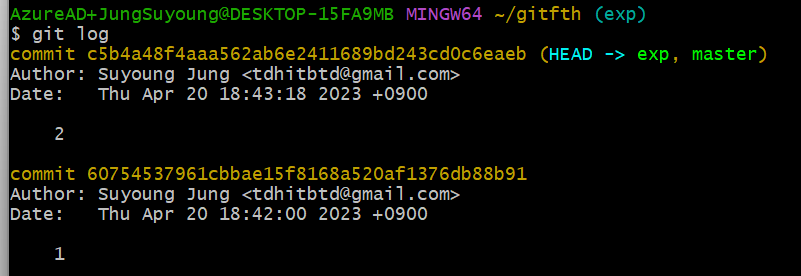 AzureAD+JungSuyoung@DESKTOP-15FA9MB MINGW64 ~/gitfth (exp)
$ git log
commit c5b4a48f4aaa562ab6e2411689bd243cd0c6eaeb (HEAD -> exp, master)
Author: Suyoung Jung <tdhitbtd@gmail.com>
Date:   Thu Apr 20 18:43:18 2023 +0900
    2
commit 60754537961cbbae15f8168a520af1376db88b91
Author: Suyoung Jung <tdhitbtd@gmail.com>
Date:   Thu Apr 20 18:42:00 2023 +0900
    1